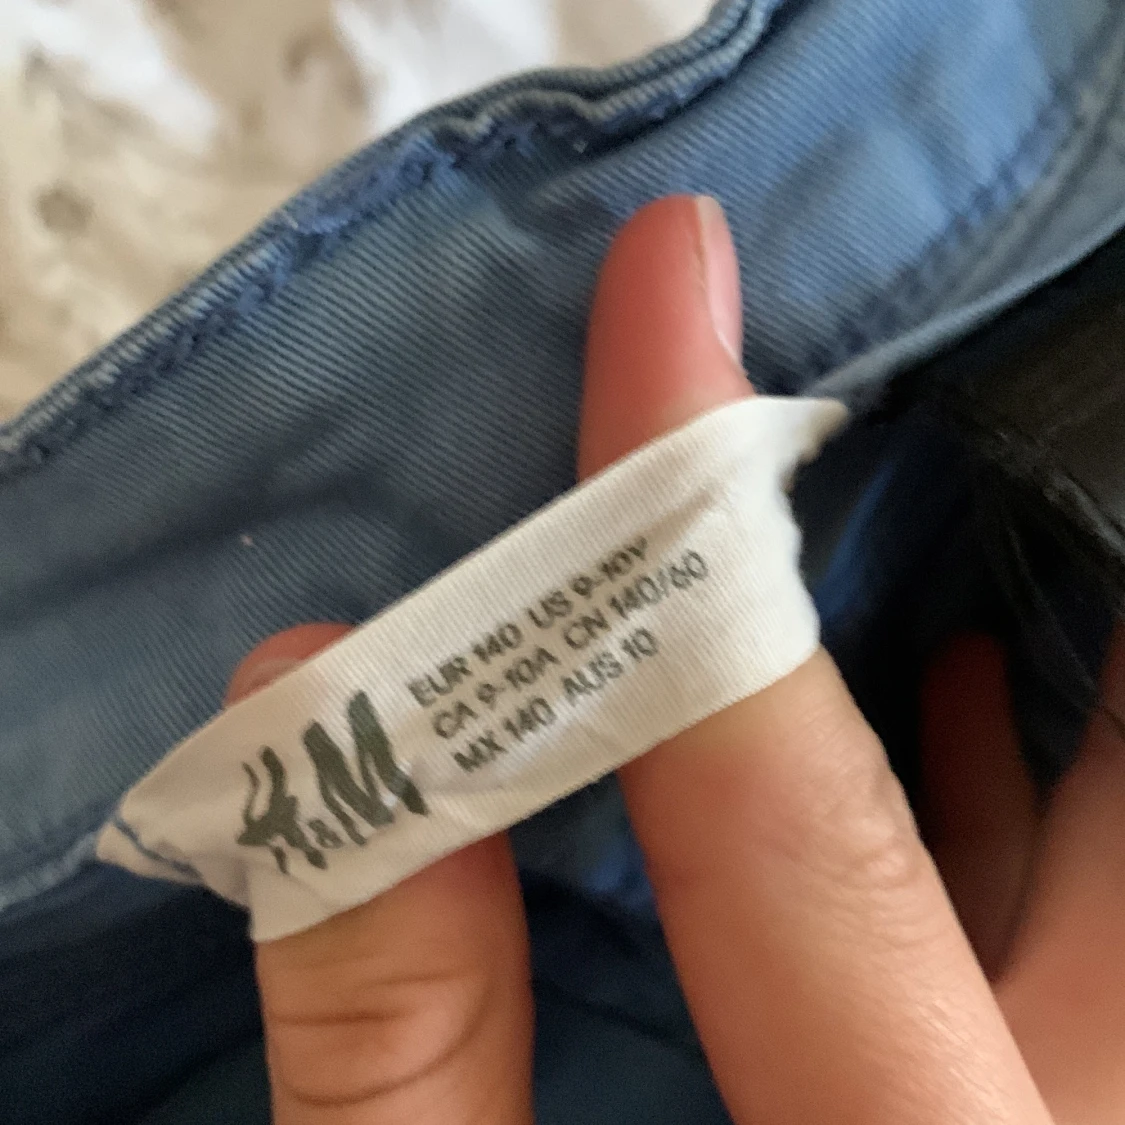 H&M
EUR 140 US 9-10Y
CA 9-10A CN 140/60
MX 140 AUS 10